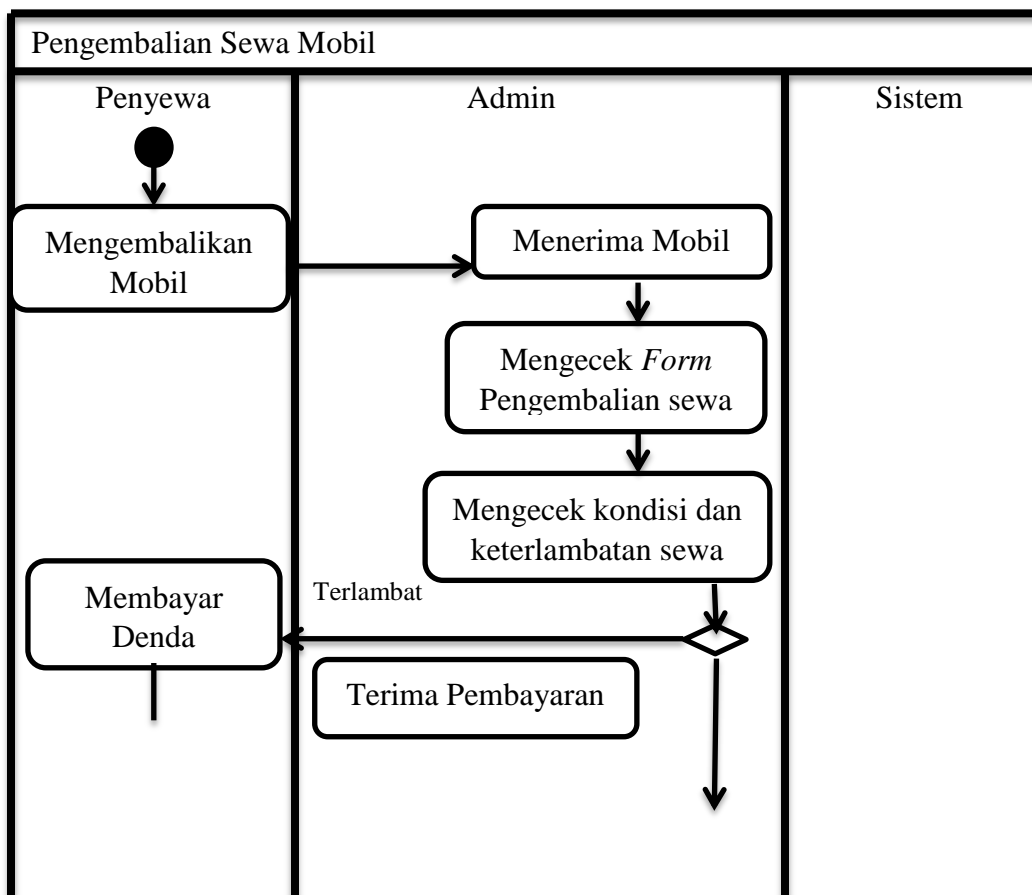 Pengembalian Sewa Mobil
Penyewa
Admin
Sistem
Mengembalikan
Mobil
Menerima Mobil
Mengecek Form
Pengembalian sewa
Mengecek kondisi dan
keterlambatan sewa
Terlambat
Membayar
Denda
Terima Pembayaran